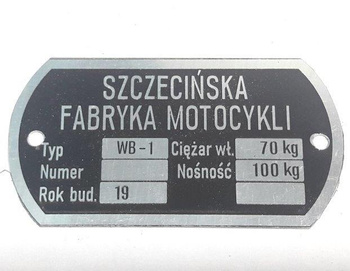 SZCZECIŃSKA
FABRYKA MOTOCYKLI
Typ WB-1 Ciężar wł. 70 kg
Numer Nośność 100 kg
Rok bud. 19